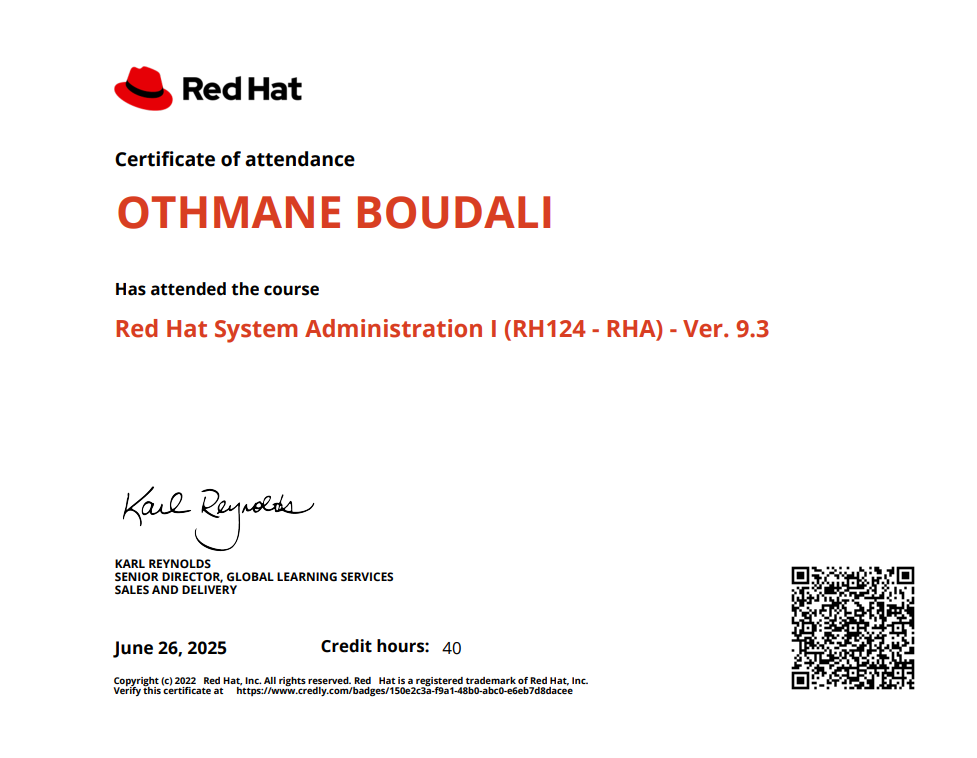 Red Hat
Certificate of attendance
OTHMANE BOUDALI
Has attended the course
Red Hat System Administration I (RH124 - RHA) - Ver. 9.3
Karl Reynolds
KARL REYNOLDS
SENIOR DIRECTOR, GLOBAL LEARNING SERVICES
SALES AND DELIVERY
June 26, 2025 Credit hours: 40
Copyright (c) 2022 Red Hat, Inc. All rights reserved. Red Hat is a registered trademark of Red Hat, Inc.
Verify this certificate at https://www.credly.com/badges/150e2c3a-f9a1-48b0-abc0-e6eb7d8dacee